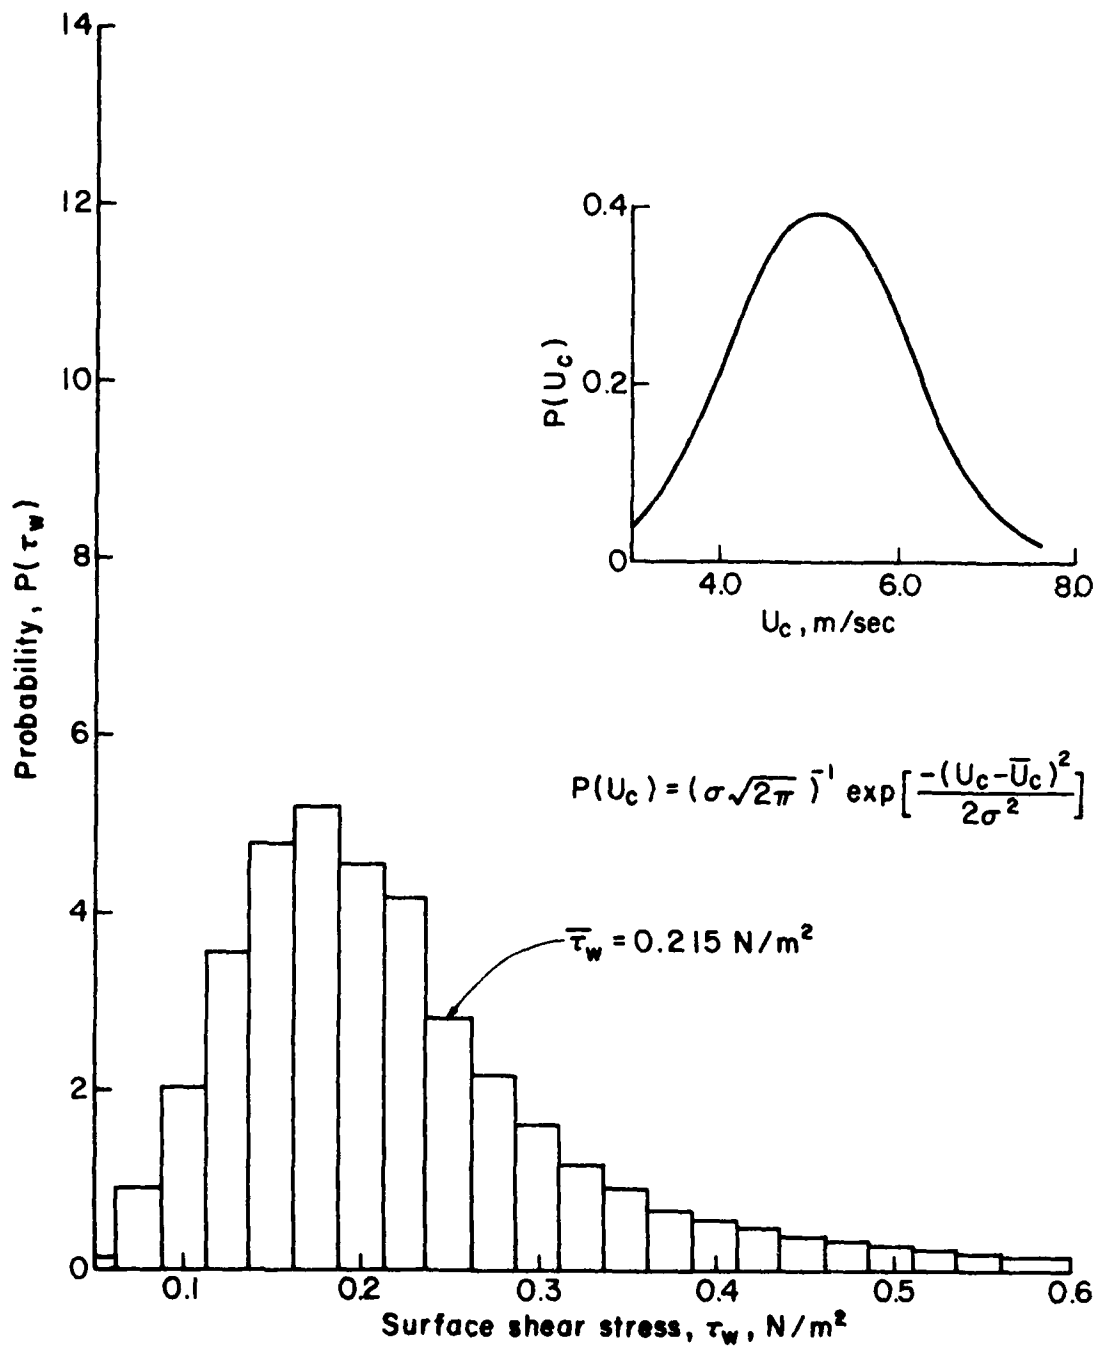 14
12
10
8
6
4
2
0
Probability, P(τw)
0.1 0.2 0.3 0.4 0.5 0.6
Surface shear stress, τw, N/m²
0.4
0.2
0
P(Uc)
4.0 6.0 8.0
Uc, m/sec
P(Uc) = (σ√2π)⁻¹ exp[-(Uc-U̅c)²/2σ²]
τ̅w = 0.215 N/m²